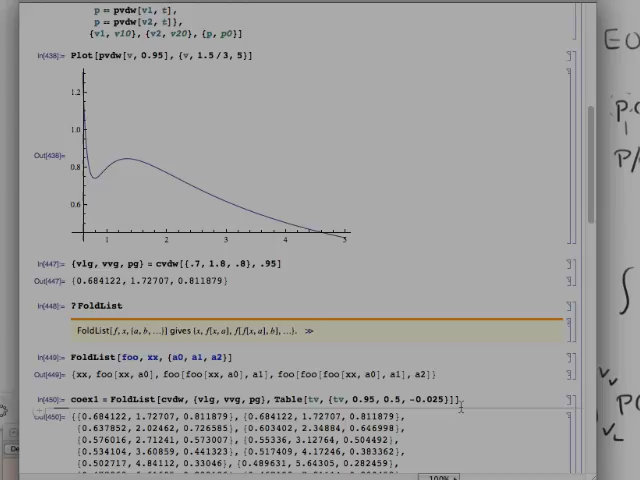 p = pvdw[v1, t],
p = pvdw[v2, t]},
{v1, v10}, {v2, v20}, {p, p0}]
In[438]= Plot[pvdw[v, 0.95], {v, 1.5/3, 5}]
1.2
1.0
Out[438]=
0.8
0.6
1 2 3 4 5
In[447]= {vlg, vvg, pg} = cvdw[{.7, 1.8, .8}, .95]
Out[447]= {0.684122, 1.72707, 0.811879}
In[448]= ? FoldList
FoldList[f, x, {a, b, …}] gives {x, f[x, a], f[f[x, a], b], …}. ≫
In[449]= FoldList[foo, xx, {a0, a1, a2}]
Out[449]= {xx, foo[xx, a0], foo[foo[xx, a0], a1], foo[foo[foo[xx, a0], a1], a2]}
In[450]= coex1 = FoldList[cvdw, {vlg, vvg, pg}, Table[tv, {tv, 0.95, 0.5, -0.025}]]
Out[450]= {{0.684122, 1.72707, 0.811879}, {0.684122, 1.72707, 0.811879},
{0.637852, 2.02462, 0.726585}, {0.603402, 2.34884, 0.646998},
{0.576016, 2.71241, 0.573007}, {0.55336, 3.12764, 0.504492},
{0.534104, 3.60859, 0.441323}, {0.517409, 4.17246, 0.383362},
{0.502717, 4.84112, 0.33046}, {0.489631, 5.64305, 0.282459},
100%
EO
P/